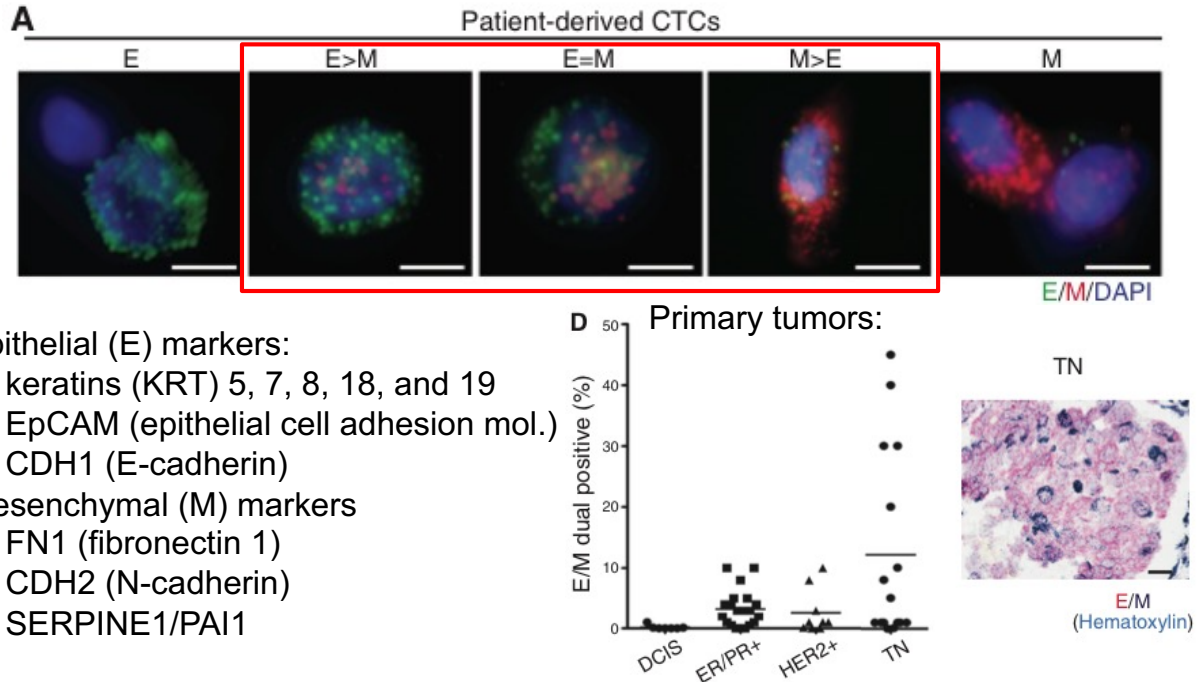 A
Patient-derived CTCs
E E>M E=M M>E M
E/M/DAPI
pithelial (E) markers:
keratins (KRT) 5, 7, 8, 18, and 19
EpCAM (epithelial cell adhesion mol.)
CDH1 (E-cadherin)
esenchymal (M) markers
FN1 (fibronectin 1)
CDH2 (N-cadherin)
SERPINE1/PAI1
D Primary tumors:
E/M dual positive (%)
50
40
30
20
10
0
DCIS ER/PR+ HER2+ TN
TN
E/M
(Hematoxylin)